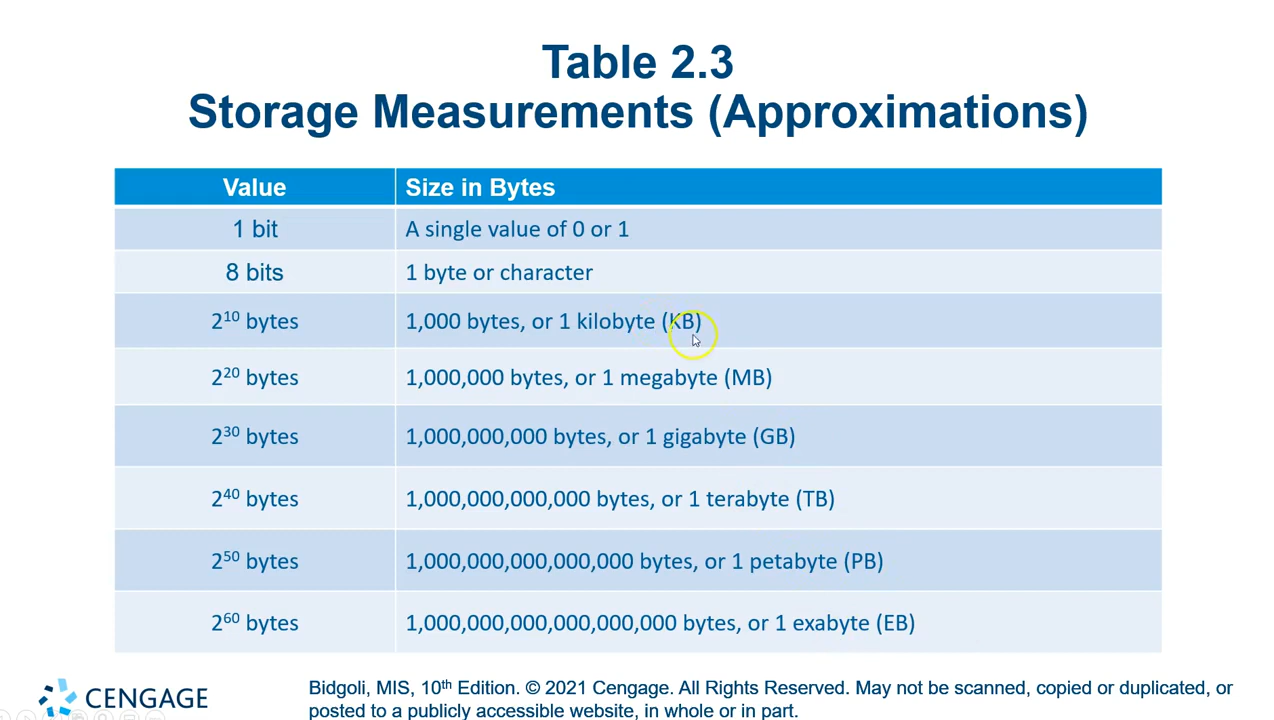 Table 2.3
Storage Measurements (Approximations)
Value Size in Bytes
1 bit A single value of 0 or 1
8 bits 1 byte or character
2¹⁰ bytes 1,000 bytes, or 1 kilobyte (KB)
2²⁰ bytes 1,000,000 bytes, or 1 megabyte (MB)
2³⁰ bytes 1,000,000,000 bytes, or 1 gigabyte (GB)
2⁴⁰ bytes 1,000,000,000,000 bytes, or 1 terabyte (TB)
2⁵⁰ bytes 1,000,000,000,000,000 bytes, or 1 petabyte (PB)
2⁶⁰ bytes 1,000,000,000,000,000,000 bytes, or 1 exabyte (EB)
CENGAGE
Bidgoli, MIS, 10th Edition. © 2021 Cengage. All Rights Reserved. May not be scanned, copied or duplicated, or
posted to a publicly accessible website, in whole or in part.